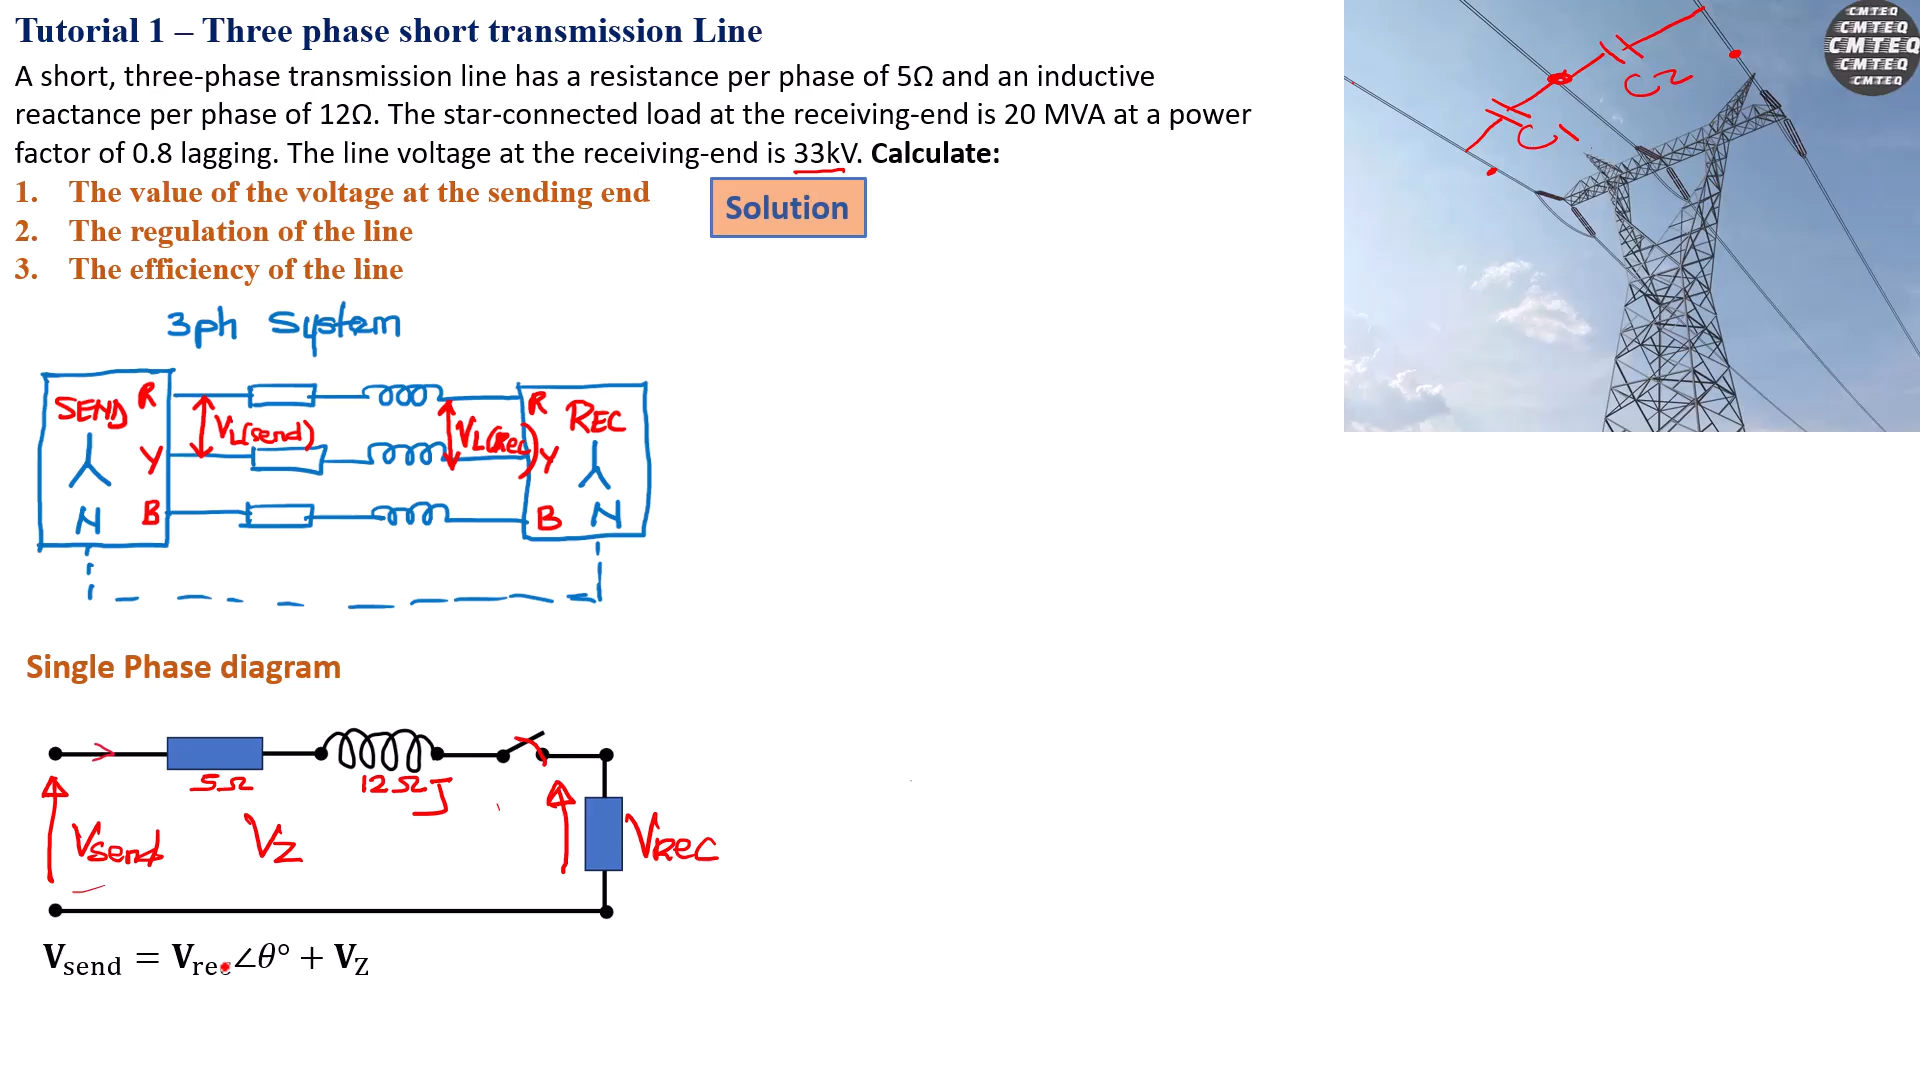 Tutorial 1 – Three phase short transmission Line
A short, three-phase transmission line has a resistance per phase of 5Ω and an inductive
reactance per phase of 12Ω. The star-connected load at the receiving-end is 20 MVA at a power
factor of 0.8 lagging. The line voltage at the receiving-end is 33kV. Calculate:
1. The value of the voltage at the sending end
2. The regulation of the line
3. The efficiency of the line
Solution
CMTEQ
CMTEQ
CMTEQ
CMTEQ
CMTEQ
C2
C1
3ph System
SEND R
VL(send)
Y
N B
R REC
VL(Rec)
Y
B N
Single Phase diagram
5Ω
12Ω J
Vsend
VZ
VREC
Vsend = Vrec∠θ° + VZ